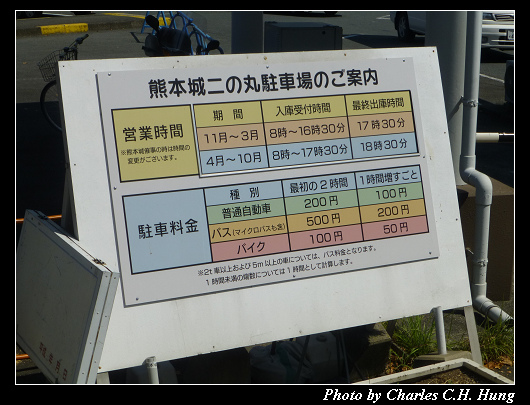 熊本城二の丸駐車場のご案内
営業時間
※熊本城催事の時は時間の
変更がございます。
期間 入庫受付時間 最終出庫時間
11月～3月 8時～16時30分 17時30分
4月～10月 8時～17時30分 18時30分
駐車料金
種別 最初の2時間 1時間増すごと
普通自動車 200円 100円
バス(マイクロバスも含) 500円 200円
バイク 100円 50円
※2t車以上および5m以上の車については、バス料金となります。
1時間未満の端数については1時間として計算します。
Photo by Charles C.H. Hung